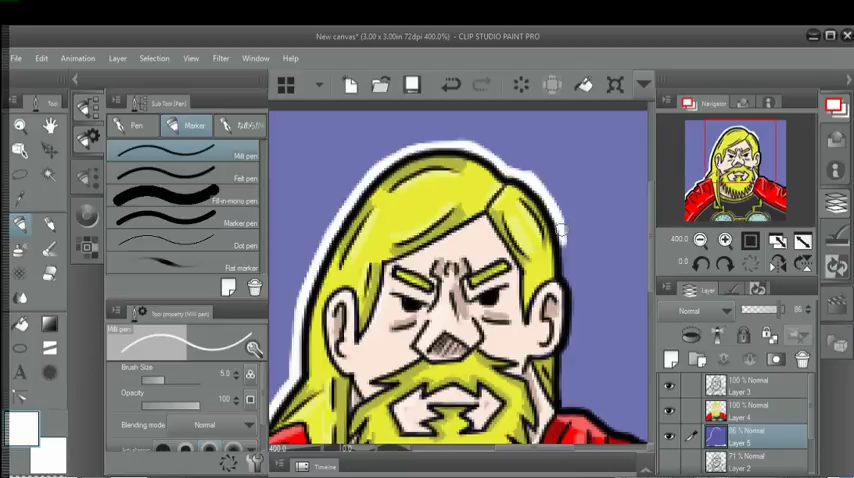 New canvas* (3.00 x 3.00in 72dpi 400.0%) - CLIP STUDIO PAINT PRO
File Edit Animation Layer Selection View Filter Window Help
Tool
Sub Tool (Pen)
Navigator
Pen Marker
Milli pen
Felt pen
Fill-in-mono pen
Marker pen
Dot pen
Flat marker
400.0
0.0
Layer
Tool property (Milli pen)
Normal
Milli pen
Brush Size 5.0
Opacity 100
Blending mode Normal
100 % Normal
Layer 3
100 % Normal
Layer 4
86 % Normal
Layer 5
71 % Normal
Layer 2
400.0
Timeline